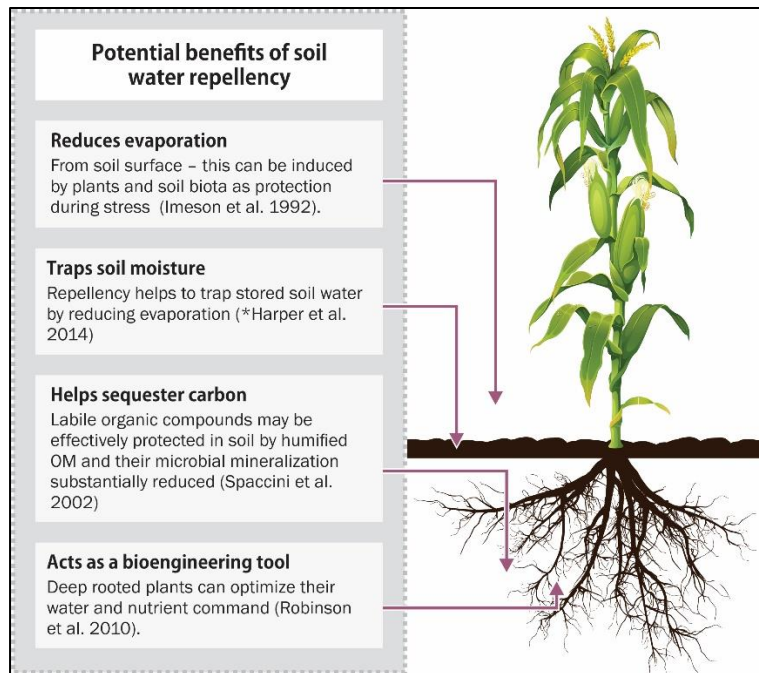 Potential benefits of soil
water repellency
Reduces evaporation
From soil surface – this can be induced
by plants and soil biota as protection
during stress  (Imeson et al. 1992).
Traps soil moisture
Repellency helps to trap stored soil water
by reducing evaporation (*Harper et al.
2014)
Helps sequester carbon
Labile organic compounds may be
effectively protected in soil by humified
OM and their microbial mineralization
substantially reduced (Spaccini et al.
2002)
Acts as a bioengineering tool
Deep rooted plants can optimize their
water and nutrient command (Robinson
et al. 2010).